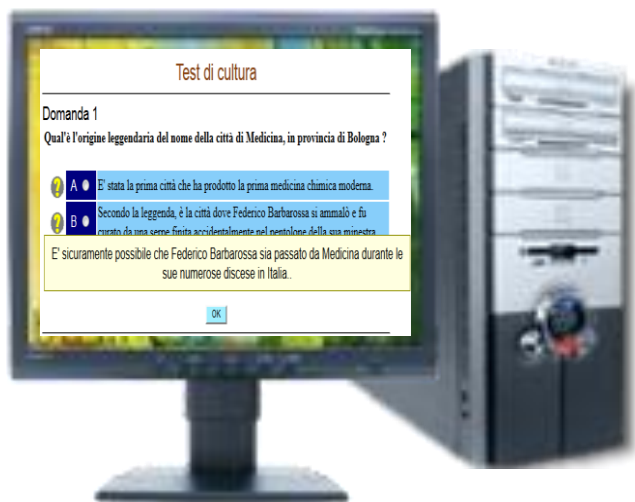 Test di cultura
Domanda 1
Qual'è l'origine leggendaria del nome della città di Medicina, in provincia di Bologna ?
A
E' stata la prima città che ha prodotto la prima medicina chimica moderna.
B
Secondo la leggenda, è la città dove Federico Barbarossa si ammalò e fu
curato da una serpe finita accidentalmente nel pentolone della sua minestra
E' sicuramente possibile che Federico Barbarossa sia passato da Medicina durante le
sue numerose discese in Italia..
OK